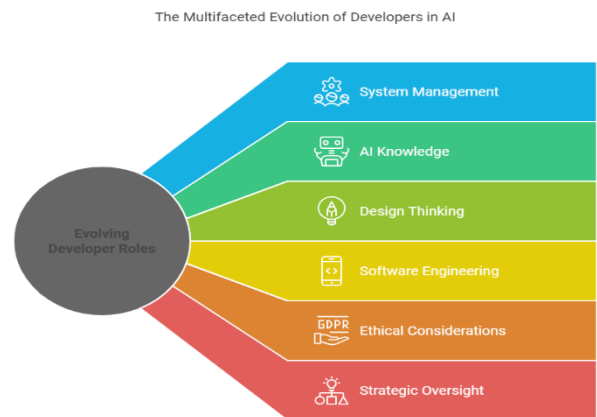 The Multifaceted Evolution of Developers in AI
System Management
AI Knowledge
Design Thinking
Evolving
Developer Roles
Software Engineering
GDPR
Ethical Considerations
Strategic Oversight